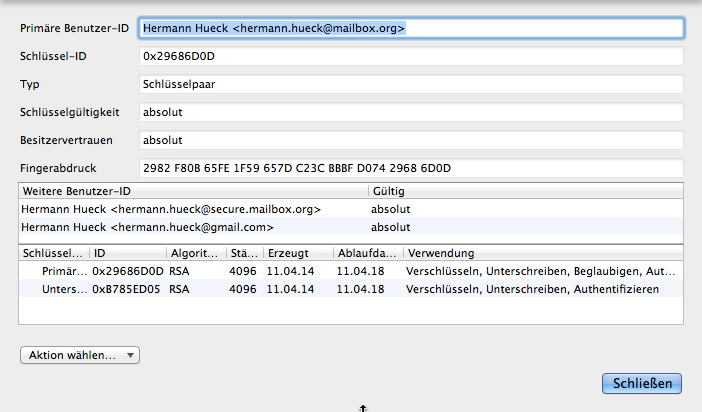 Primäre Benutzer-ID Hermann Hueck <hermann.hueck@mailbox.org>
Schlüssel-ID 0x29686D0D
Typ Schlüsselpaar
Schlüsselgültigkeit absolut
Besitzervertrauen absolut
Fingerabdruck 2982 F80B 65FE 1F59 657D C23C BBBF D074 2968 6D0D
Weitere Benutzer-ID Gültig
Hermann Hueck <hermann.hueck@secure.mailbox.org> absolut
Hermann Hueck <hermann.hueck@gmail.com> absolut
Schlüssel... ID Algorit... Stä... Erzeugt Ablaufda... Verwendung
Primär... 0x29686D0D RSA 4096 11.04.14 11.04.18 Verschlüsseln, Unterschreiben, Beglaubigen, Aut...
Unters... 0xB785ED05 RSA 4096 11.04.14 11.04.18 Verschlüsseln, Unterschreiben, Authentifizieren
Aktion wählen...
Schließen